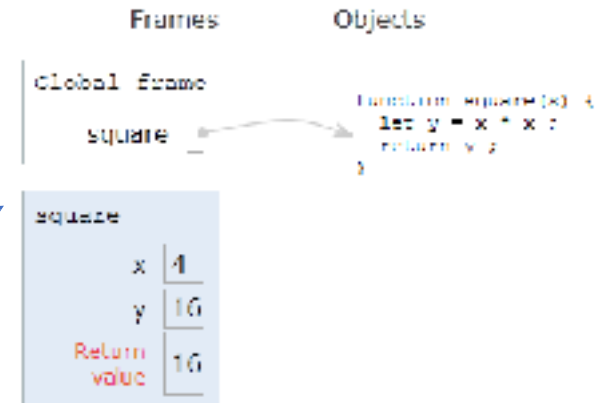 Frames Objects
Global frame
square
function square(x) {
let y = x * x ;
return y ;
}
square
x 4
y 16
Return
value 16